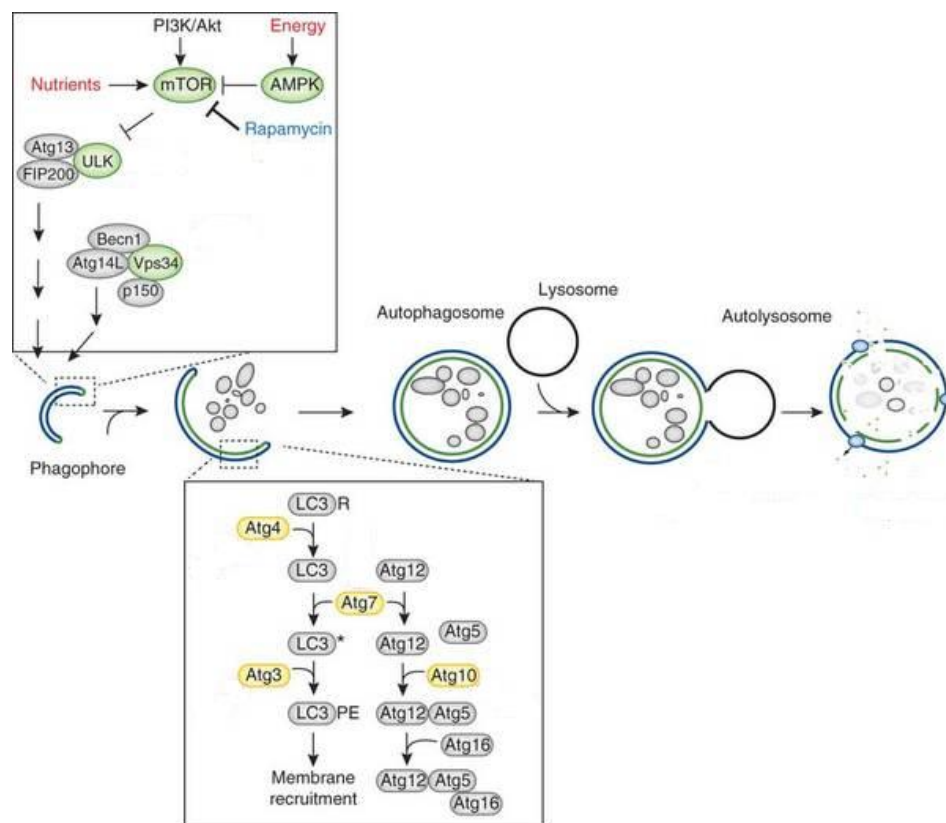 PI3K/Akt
Energy
Nutrients
mTOR
AMPK
Rapamycin
Atg13
ULK
FIP200
Becn1
Atg14L
Vps34
p150
Lysosome
Autophagosome
Autolysosome
Phagophore
LC3 R
Atg4
LC3
Atg12
Atg7
LC3 *
Atg12
Atg5
Atg3
Atg10
LC3 PE
Atg12 Atg5
Atg16
Membrane
recruitment
Atg12 Atg5
Atg16